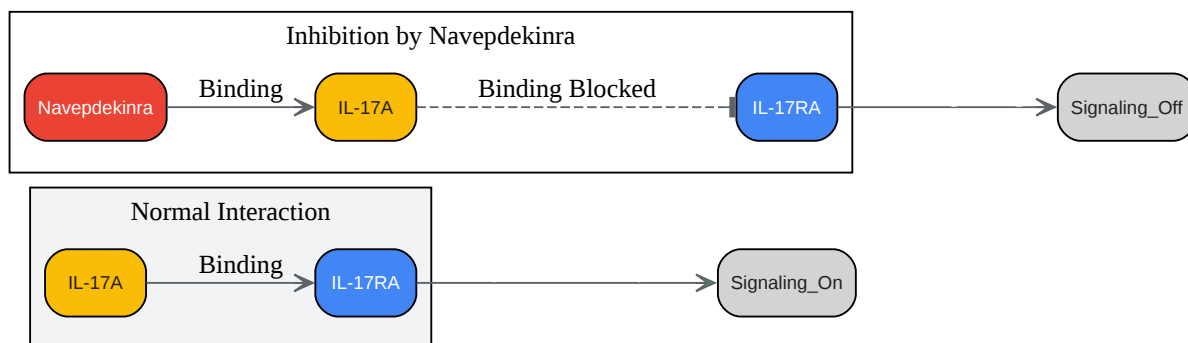 Inhibition by Navepdekinra
Navepdekinra
Binding
IL-17A
Binding Blocked
IL-17RA
Signaling_Off
Normal Interaction
IL-17A
Binding
IL-17RA
Signaling_On